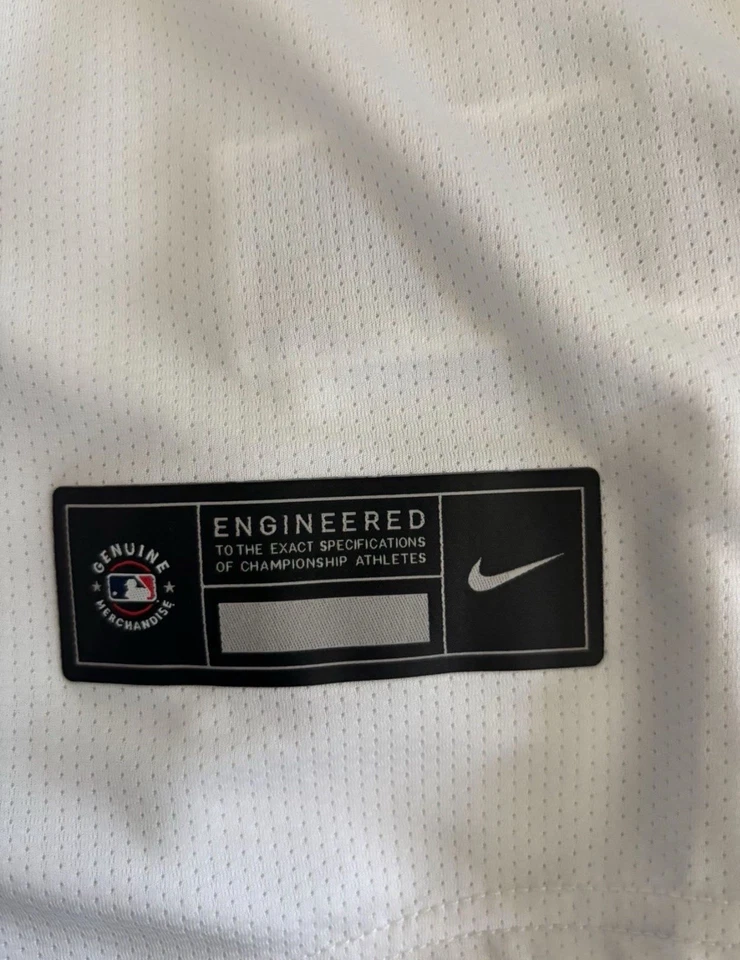 GENUINE
MERCHANDISE
ENGINEERED
TO THE EXACT SPECIFICATIONS
OF CHAMPIONSHIP ATHLETES